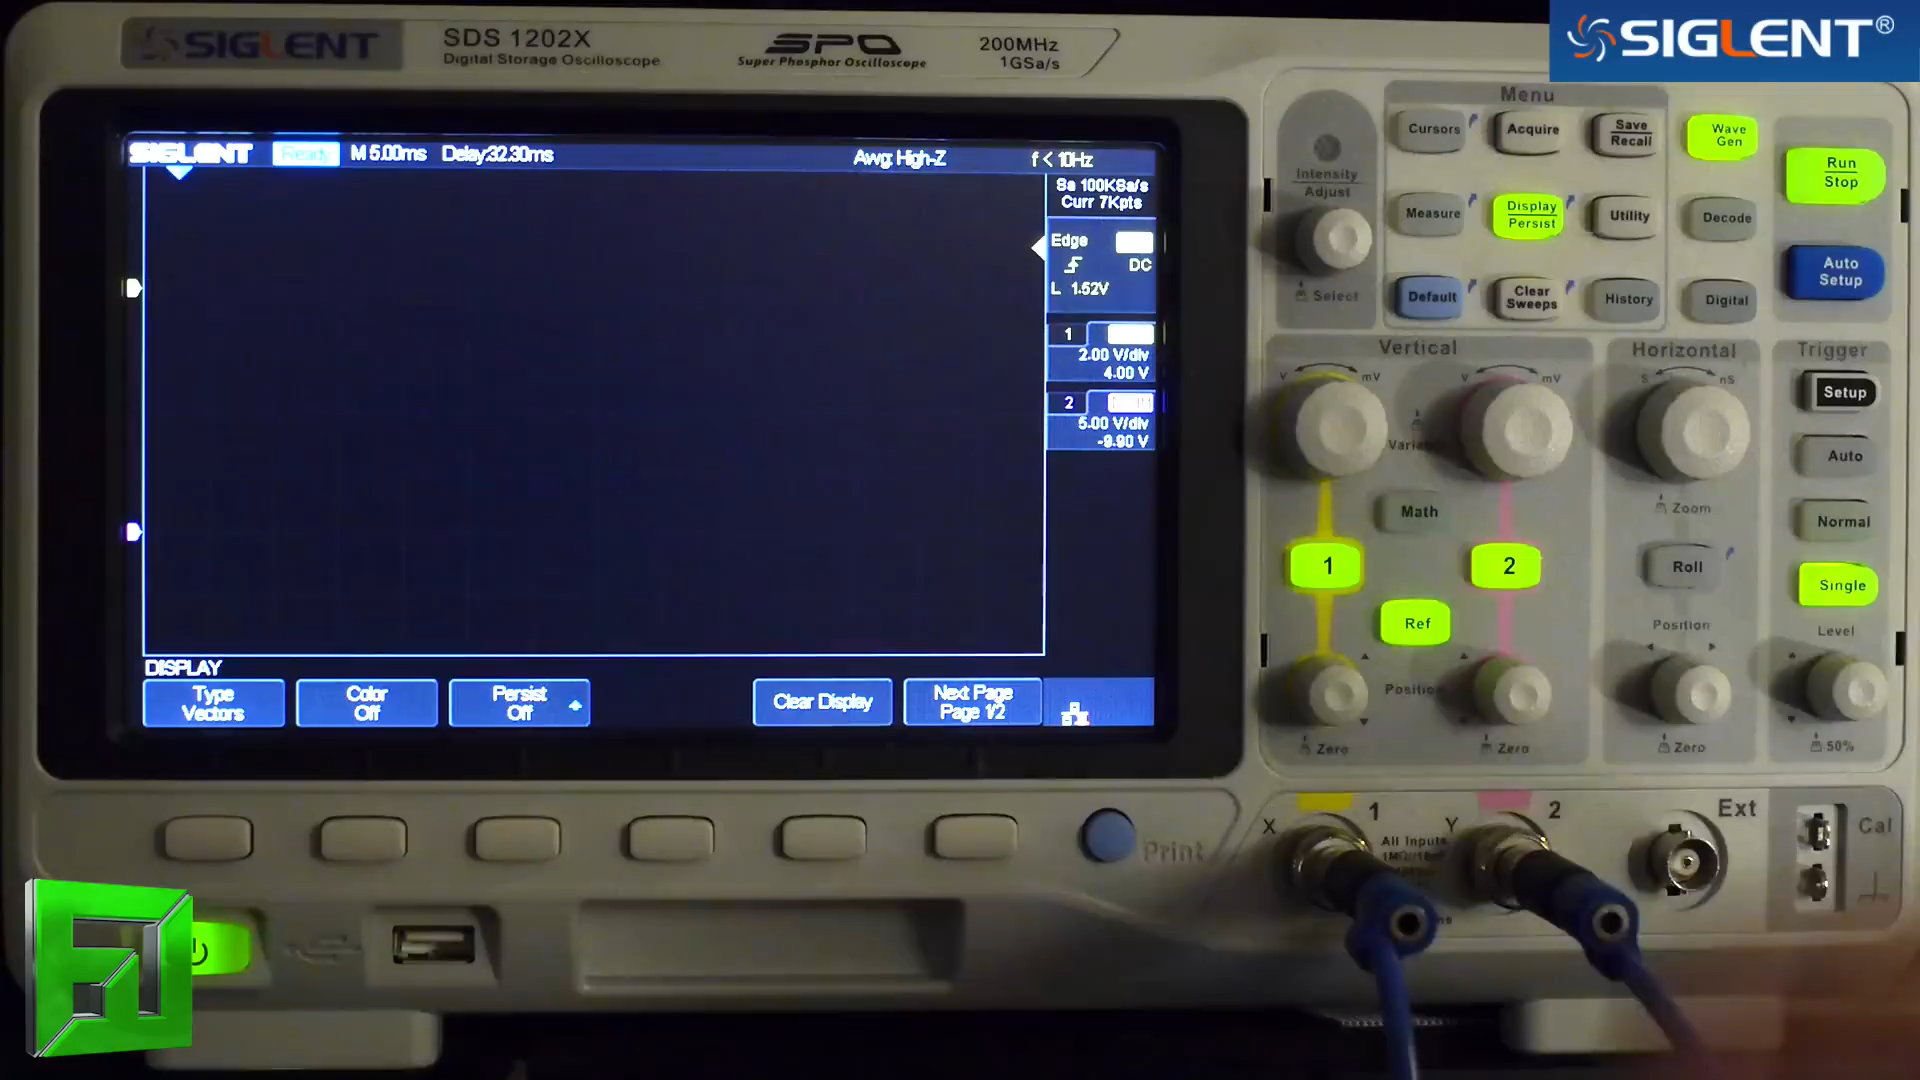 SIGLENT
SDS 1202X
Digital Storage Oscilloscope
SPO
Super Phosphor Oscilloscope
200MHz
1GSa/s
SIGLENT®
SIGLENT
Ready
M 5.00ms
Delay:32.30ms
Awg: High-Z
f < 10Hz
Sa 100KSa/s
Curr 7Kpts
Edge
DC
L 1.52V
1
2.00 V/div
4.00 V
2
5.00 V/div
-9.90 V
DISPLAY
Type
Vectors
Color
Off
Persist
Off
Clear Display
Next Page
Page 1/2
Print
Intensity
Adjust
Select
Menu
Cursors
Acquire
Save
Recall
Wave
Gen
Run
Stop
Measure
Display
Persist
Utility
Decode
Auto
Setup
Default
Clear
Sweeps
History
Digital
Vertical
V
mV
V
mV
Math
1
2
Ref
Position
Zero
Zero
Horizontal
S
nS
Zoom
Roll
Position
Zero
Trigger
Setup
Auto
Normal
Single
Level
50%
X
1
Y
2
All Inputs
Ext
Cal